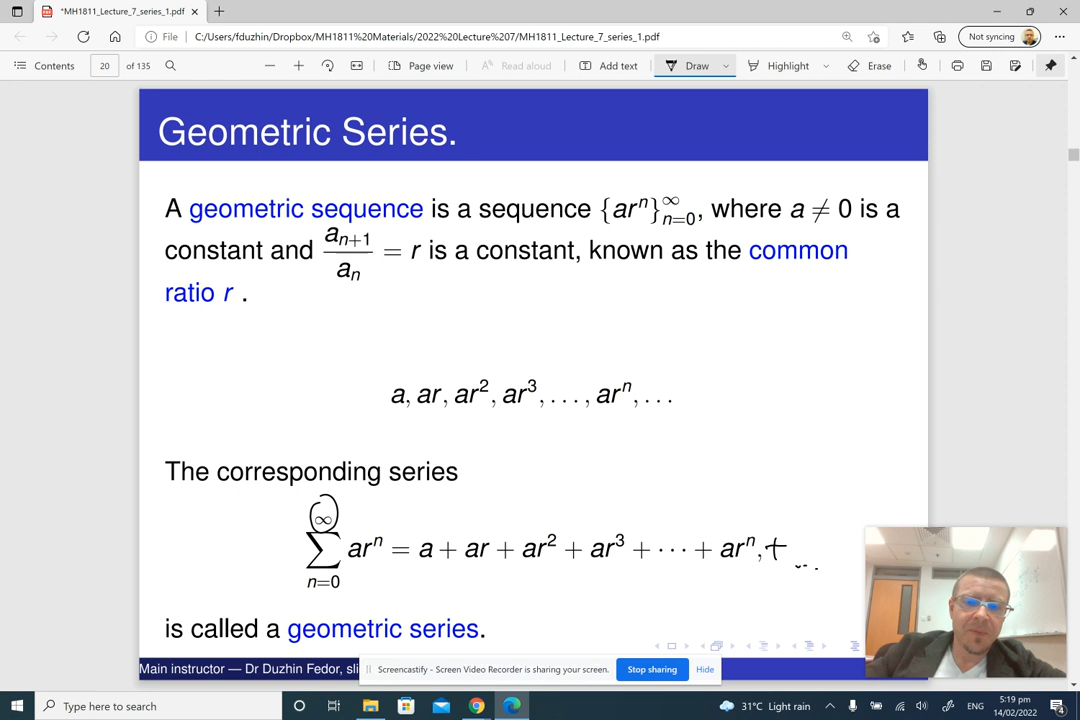 *MH1811_Lecture_7_series_1.pdf
File C:/Users/fduzhin/Dropbox/MH1811%20Materials/2022%20Lecture%207/MH1811_Lecture_7_series_1.pdf Not syncing
Contents 20 of 135 Page view Read aloud Add text Draw Highlight Erase
Geometric Series.
A geometric sequence is a sequence {arⁿ}∞n=0, where a ≠ 0 is a
constant and aₙ₊₁/aₙ = r is a constant, known as the common
ratio r .
a, ar, ar², ar³, . . . , arⁿ, . . .
The corresponding series
∞
∑ arⁿ = a + ar + ar² + ar³ + ⋯ + arⁿ, + ...
n=0
is called a geometric series.
Main instructor — Dr Duzhin Fedor, sli
Screencastify - Screen Video Recorder is sharing your screen. Stop sharing Hide
Type here to search 31°C Light rain ENG 5:19 pm
14/02/2022 4